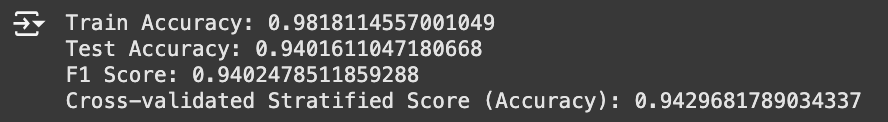 Train Accuracy: 0.9818114557001049
Test Accuracy: 0.9401611047180668
F1 Score: 0.9402478511859288
Cross-validated Stratified Score (Accuracy): 0.9429681789034337